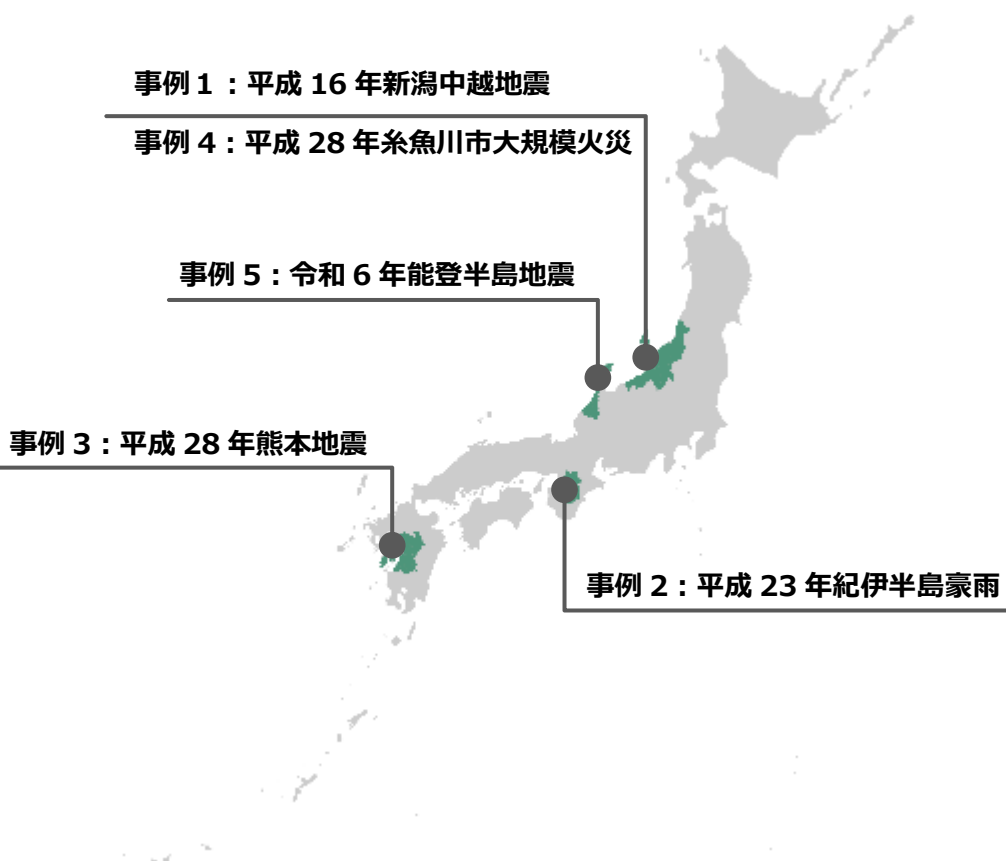 事例１：平成 16 年新潟中越地震
事例 4：平成 28 年糸魚川市大規模火災
事例 5：令和 6 年能登半島地震
事例 3：平成 28 年熊本地震
事例 2：平成 23 年紀伊半島豪雨